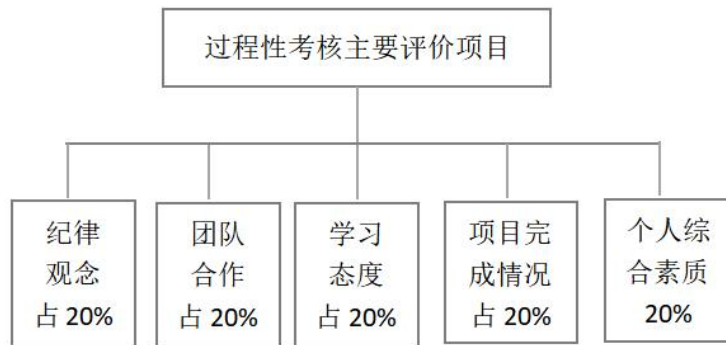 过程性考核主要评价项目
纪律
观念
占 20%
团队
合作
占 20%
学习
态度
占 20%
项目完
成情况
占 20%
个人综
合素质
20%